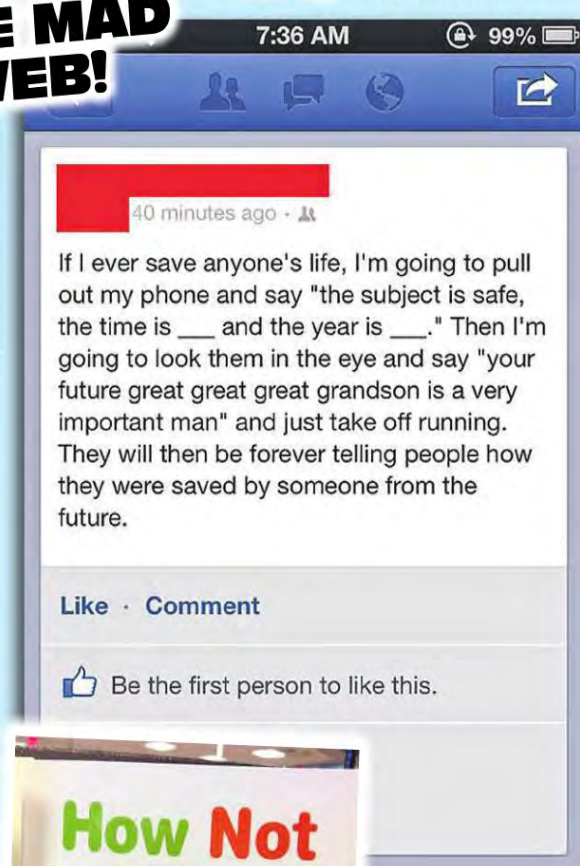 E MAD
WEB!
7:36 AM 99%
40 minutes ago ·
If I ever save anyone's life, I'm going to pull
out my phone and say "the subject is safe,
the time is ___ and the year is ___." Then I'm
going to look them in the eye and say "your
future great great great grandson is a very
important man" and just take off running.
They will then be forever telling people how
they were saved by someone from the
future.
Like · Comment
Be the first person to like this.
How Not